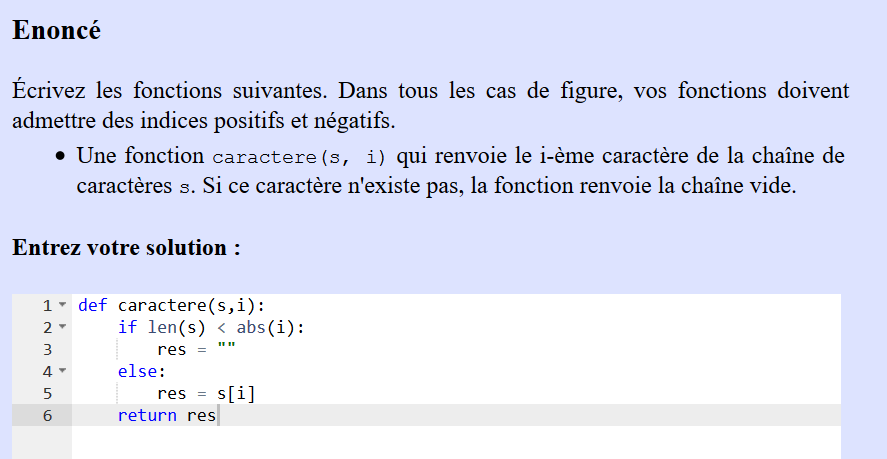 Enoncé
Écrivez les fonctions suivantes. Dans tous les cas de figure, vos fonctions doivent
admettre des indices positifs et négatifs.
• Une fonction caractere(s, i) qui renvoie le i-ème caractère de la chaîne de
caractères s. Si ce caractère n'existe pas, la fonction renvoie la chaîne vide.
Entrez votre solution :
1 def caractere(s,i):
2     if len(s) < abs(i):
3         res = ""
4     else:
5         res = s[i]
6     return res